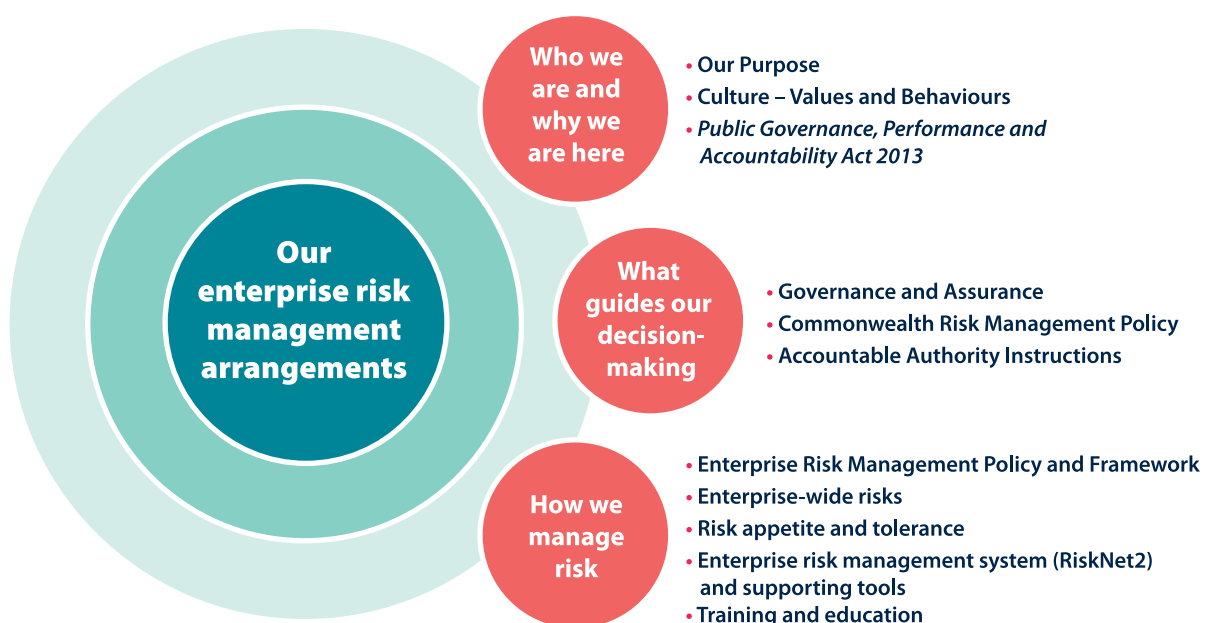 Who we
are and
why we
are here
• Our Purpose
• Culture – Values and Behaviours
• Public Governance, Performance and
Accountability Act 2013
Our
enterprise risk
management
arrangements
What
guides our
decision-
making
• Governance and Assurance
• Commonwealth Risk Management Policy
• Accountable Authority Instructions
How we
manage
risk
• Enterprise Risk Management Policy and Framework
• Enterprise-wide risks
• Risk appetite and tolerance
• Enterprise risk management system (RiskNet2)
and supporting tools
• Training and education